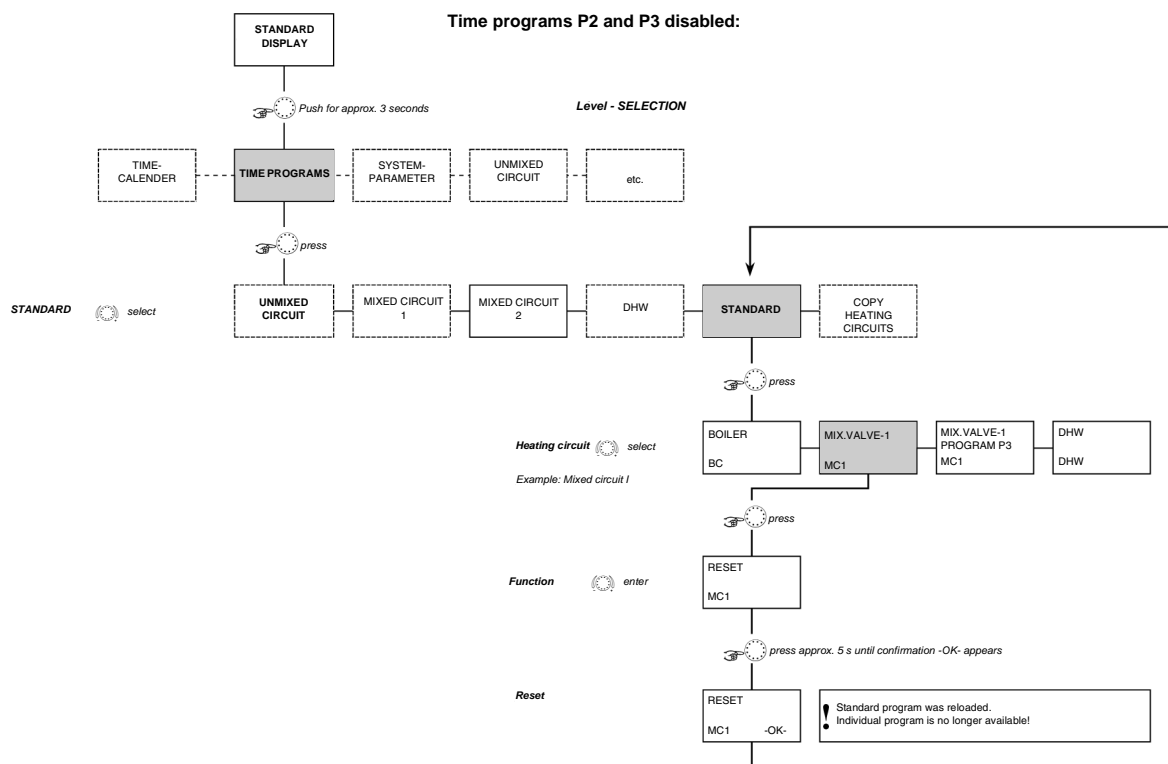 Time programs P2 and P3 disabled:
STANDARD
DISPLAY
Push for approx. 3 seconds
Level - SELECTION
TIME-
CALENDER
TIME PROGRAMS
SYSTEM-
PARAMETER
UNMIXED
CIRCUIT
etc.
press
STANDARD
select
UNMIXED
CIRCUIT
MIXED CIRCUIT
1
MIXED CIRCUIT
2
DHW
STANDARD
COPY
HEATING
CIRCUITS
press
Heating circuit
select
Example: Mixed circuit I
BOILER
BC
MIX.VALVE-1
MC1
MIX.VALVE-1
PROGRAM P3
MC1
DHW
DHW
press
Function
enter
RESET
MC1
press approx. 5 s until confirmation -OK- appears
Reset
RESET
MC1 -OK-
! Standard program was reloaded.
Individual program is no longer available!